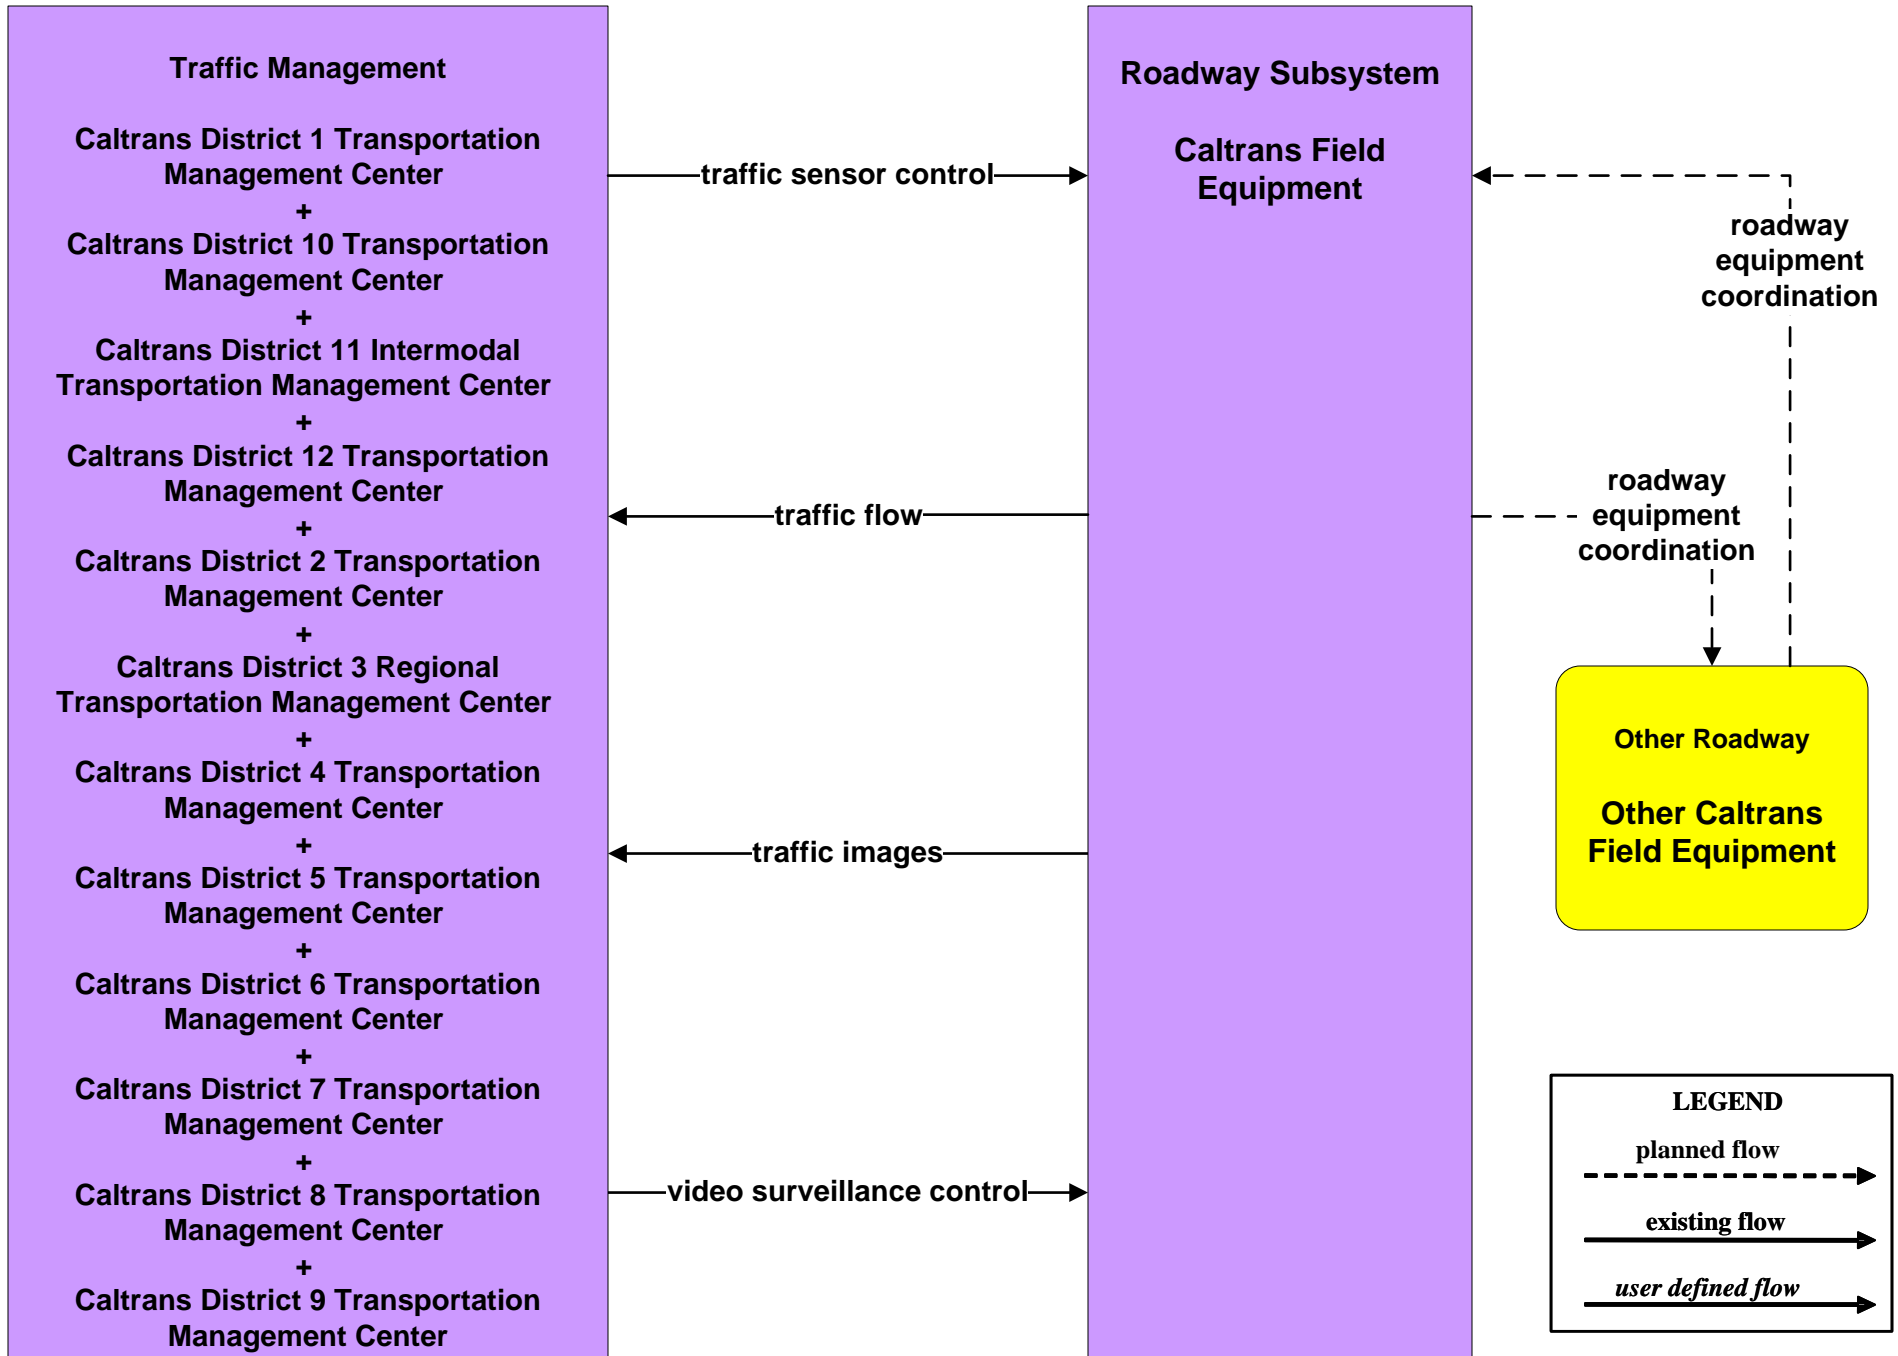 Traffic Management
Caltrans District 1 Transportation
Management Center
+
Caltrans District 10 Transportation
Management Center
+
Caltrans District 11 Intermodal
Transportation Management Center
+
Caltrans District 12 Transportation
Management Center
+
Caltrans District 2 Transportation
Management Center
+
Caltrans District 3 Regional
Transportation Management Center
+
Caltrans District 4 Transportation
Management Center
+
Caltrans District 5 Transportation
Management Center
+
Caltrans District 6 Transportation
Management Center
+
Caltrans District 7 Transportation
Management Center
+
Caltrans District 8 Transportation
Management Center
+
Caltrans District 9 Transportation
Management Center
traffic sensor control
traffic flow
traffic images
video surveillance control
Roadway Subsystem
Caltrans Field
Equipment
roadway
equipment
coordination
roadway
equipment
coordination
Other Roadway
Other Caltrans
Field Equipment
LEGEND
planned flow
existing flow
user defined flow